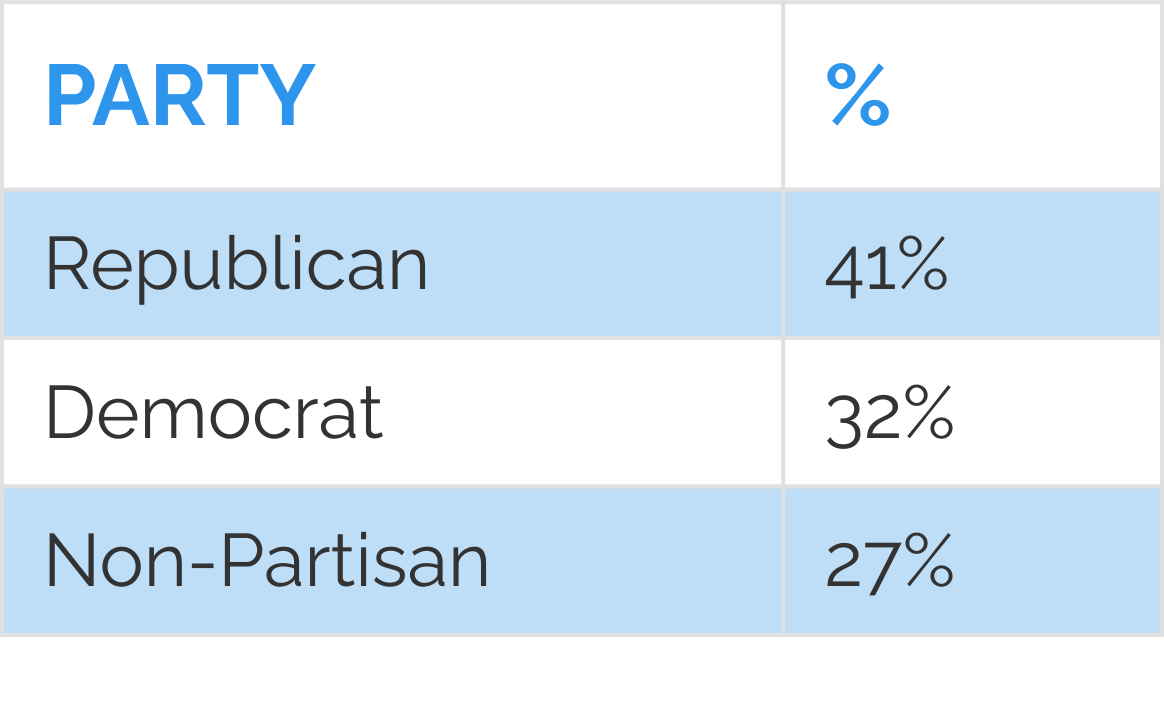 PARTY %
Republican 41%
Democrat 32%
Non-Partisan 27%